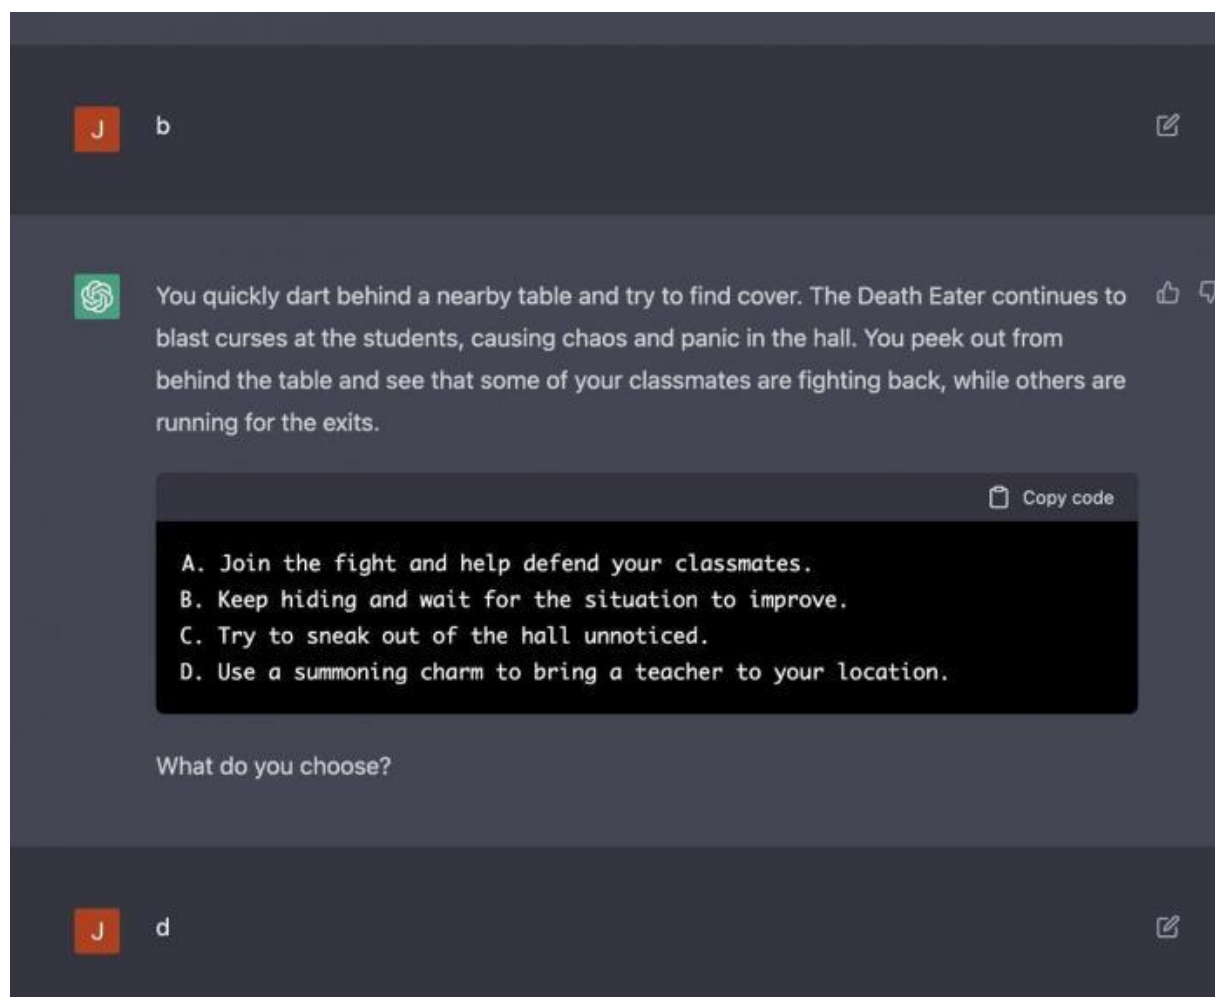 J b
You quickly dart behind a nearby table and try to find cover. The Death Eater continues to
blast curses at the students, causing chaos and panic in the hall. You peek out from
behind the table and see that some of your classmates are fighting back, while others are
running for the exits.
Copy code
A. Join the fight and help defend your classmates.
B. Keep hiding and wait for the situation to improve.
C. Try to sneak out of the hall unnoticed.
D. Use a summoning charm to bring a teacher to your location.
What do you choose?
J d